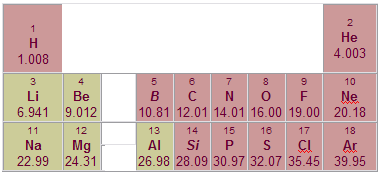 1 2
H He
1.008 4.003
3 4 5 6 7 8 9 10
Li Be B C N O F Ne
6.941 9.012 10.81 12.01 14.01 16.00 19.00 20.18
11 12 13 14 15 16 17 18
Na Mg Al Si P S Cl Ar
22.99 24.31 26.98 28.09 30.97 32.07 35.45 39.95